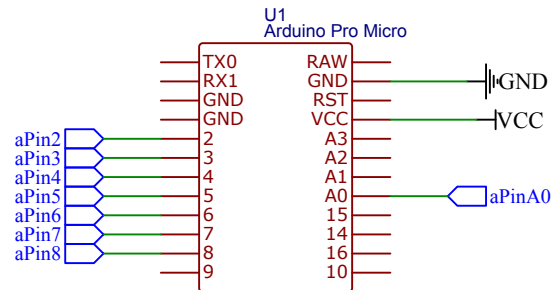 U1
Arduino Pro Micro
TX0 RAW
RX1 GND GND
GND RST
GND VCC VCC
aPin2 2 A3
aPin3 3 A2
aPin4 4 A1
aPin5 5 A0 aPinA0
aPin6 6 15
aPin7 7 14
aPin8 8 16
9 10